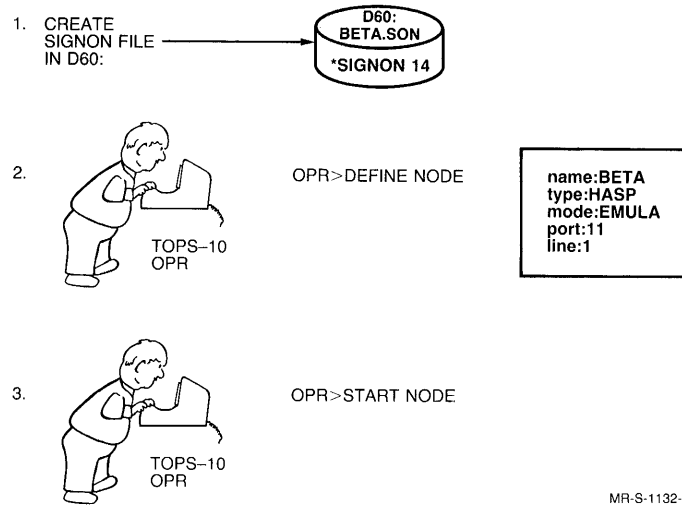 1. CREATE
SIGNON FILE
IN D60:
D60:
BETA.SON
*SIGNON 14
2.
TOPS–10
OPR
OPR>DEFINE NODE
name:BETA
type:HASP
mode:EMULA
port:11
line:1
3.
TOPS–10
OPR
OPR>START NODE
MR-S-1132-